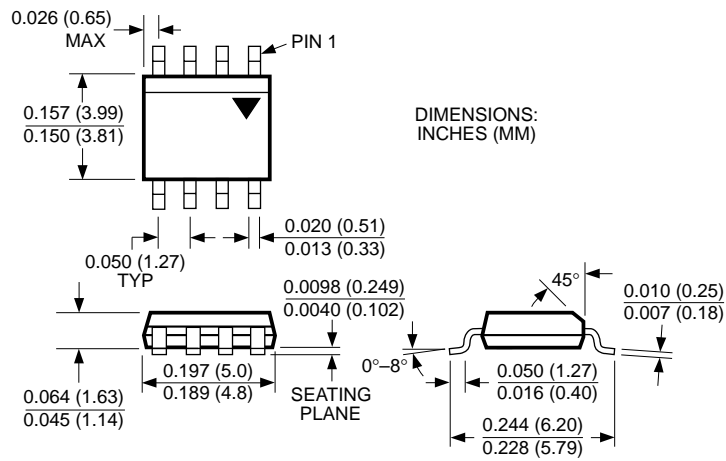 0.026 (0.65)
MAX
PIN 1
0.157 (3.99)
0.150 (3.81)
DIMENSIONS:
INCHES (MM)
0.020 (0.51)
0.013 (0.33)
0.050 (1.27)
TYP
0.0098 (0.249)
0.0040 (0.102)
45°
0.010 (0.25)
0.007 (0.18)
0°–8°
0.064 (1.63)
0.045 (1.14)
0.197 (5.0)
0.189 (4.8)
SEATING
PLANE
0.050 (1.27)
0.016 (0.40)
0.244 (6.20)
0.228 (5.79)